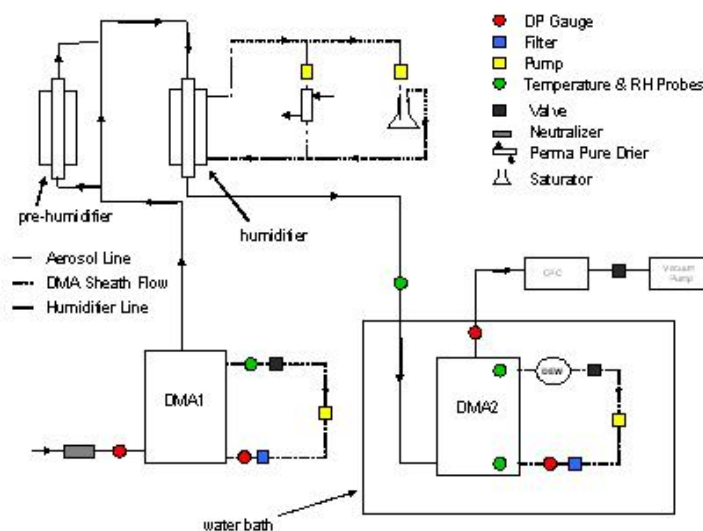 DP Gauge
Filter
Pump
Temperature & RH Probes
Valve
Neutralizer
Perma Pure Drier
Saturator
pre-humidifier
humidifier
Aerosol Line
DMA Sheath Flow
Humidifier Line
CPC
Vacuum
Pump
DMA1
DMA2
water bath